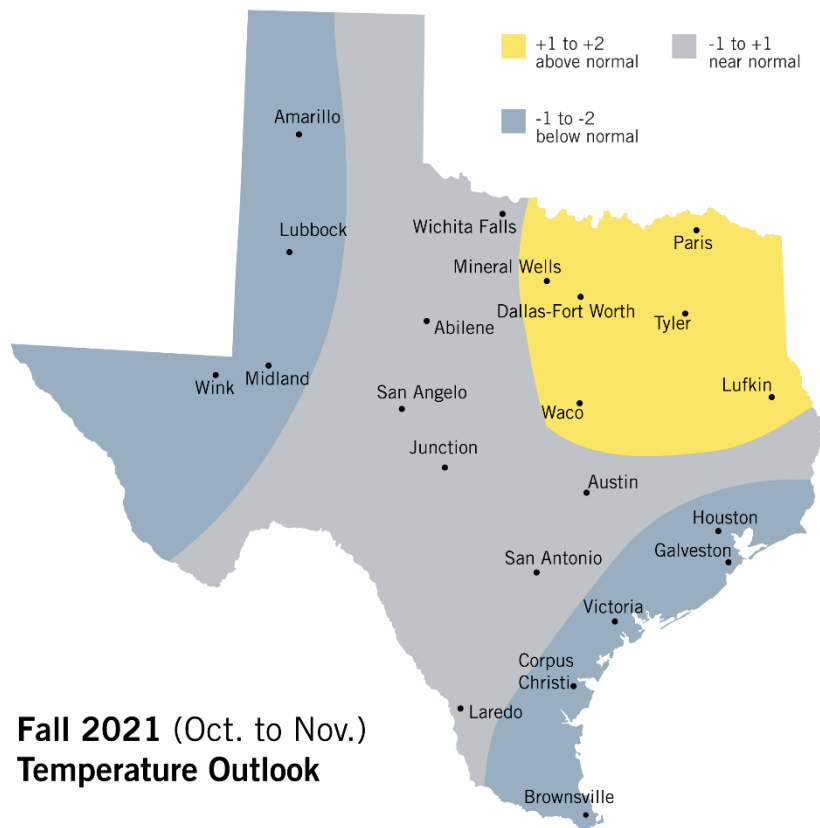 +1 to +2
above normal
-1 to +1
near normal
-1 to -2
below normal
Amarillo
Lubbock
Wichita Falls
Paris
Mineral Wells
Dallas-Fort Worth
Tyler
Abilene
Wink
Midland
San Angelo
Lufkin
Waco
Junction
Austin
Houston
Galveston
San Antonio
Victoria
Corpus
Christi
Laredo
Brownsville
Fall 2021 (Oct. to Nov.)
Temperature Outlook